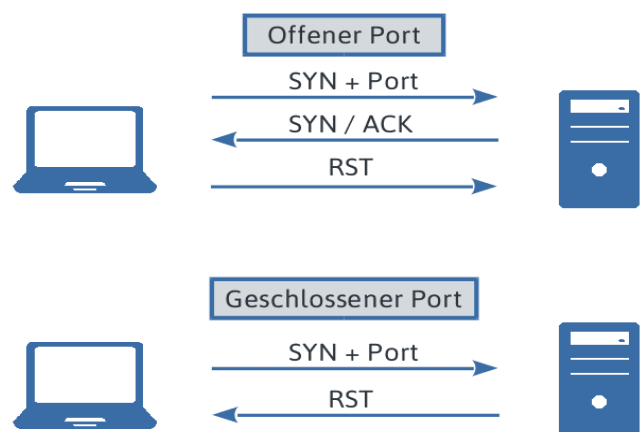 Offener Port
SYN + Port
SYN / ACK
RST
Geschlossener Port
SYN + Port
RST